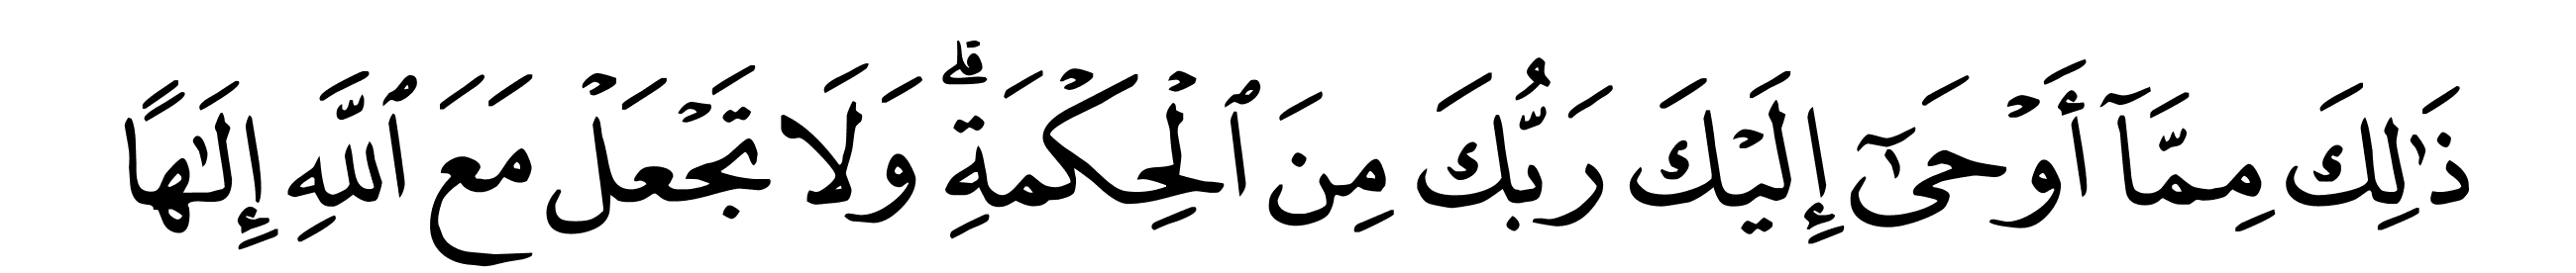 ذَٰلِكَ مِمَّآ أَوۡحَىٰٓ إِلَيۡكَ رَبُّكَ مِنَ ٱلۡحِكۡمَةِۗ وَلَا تَجۡعَلۡ مَعَ ٱللَّهِ إِلَٰهًا